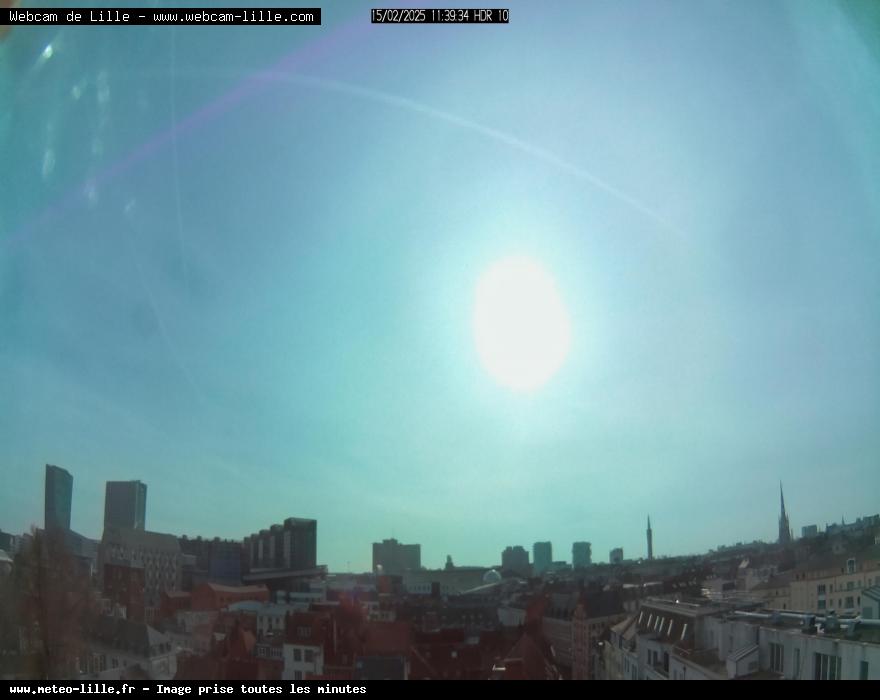 Webcam de Lille - www.webcam-lille.com
15/02/2025 11:39:34 HDR 10
www.meteo-lille.fr - Image prise toutes les minutes